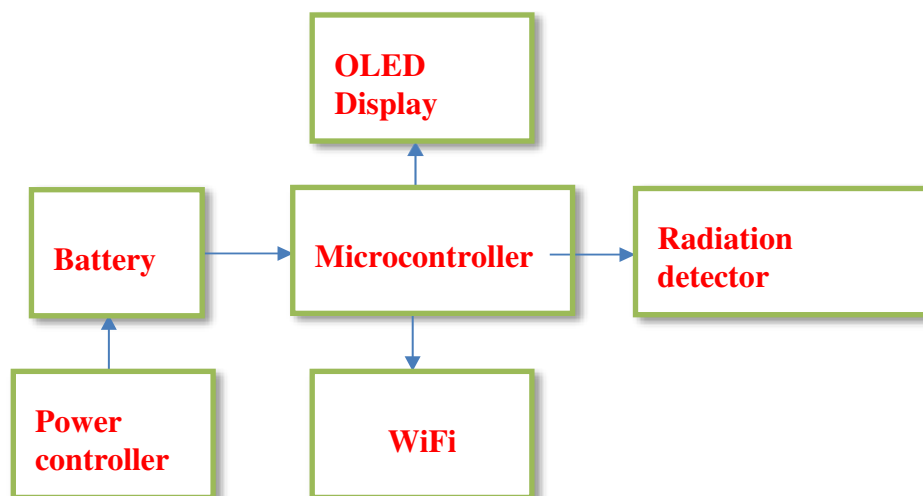 OLED
Display
Battery
Microcontroller
Radiation
detector
Power
controller
WiFi